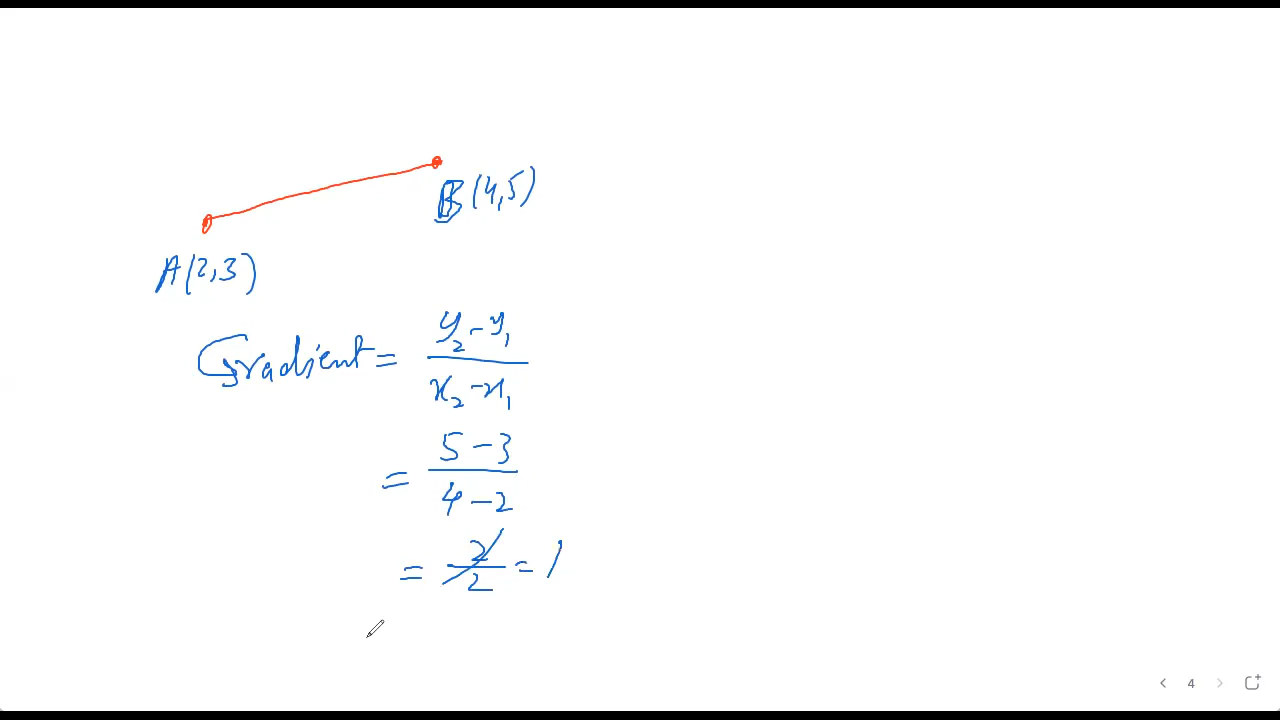 B(4,5)
A(2,3)
Gradient = y₂-y₁ / x₂-x₁
= 5-3 / 4-2
= 2/2 = 1
4